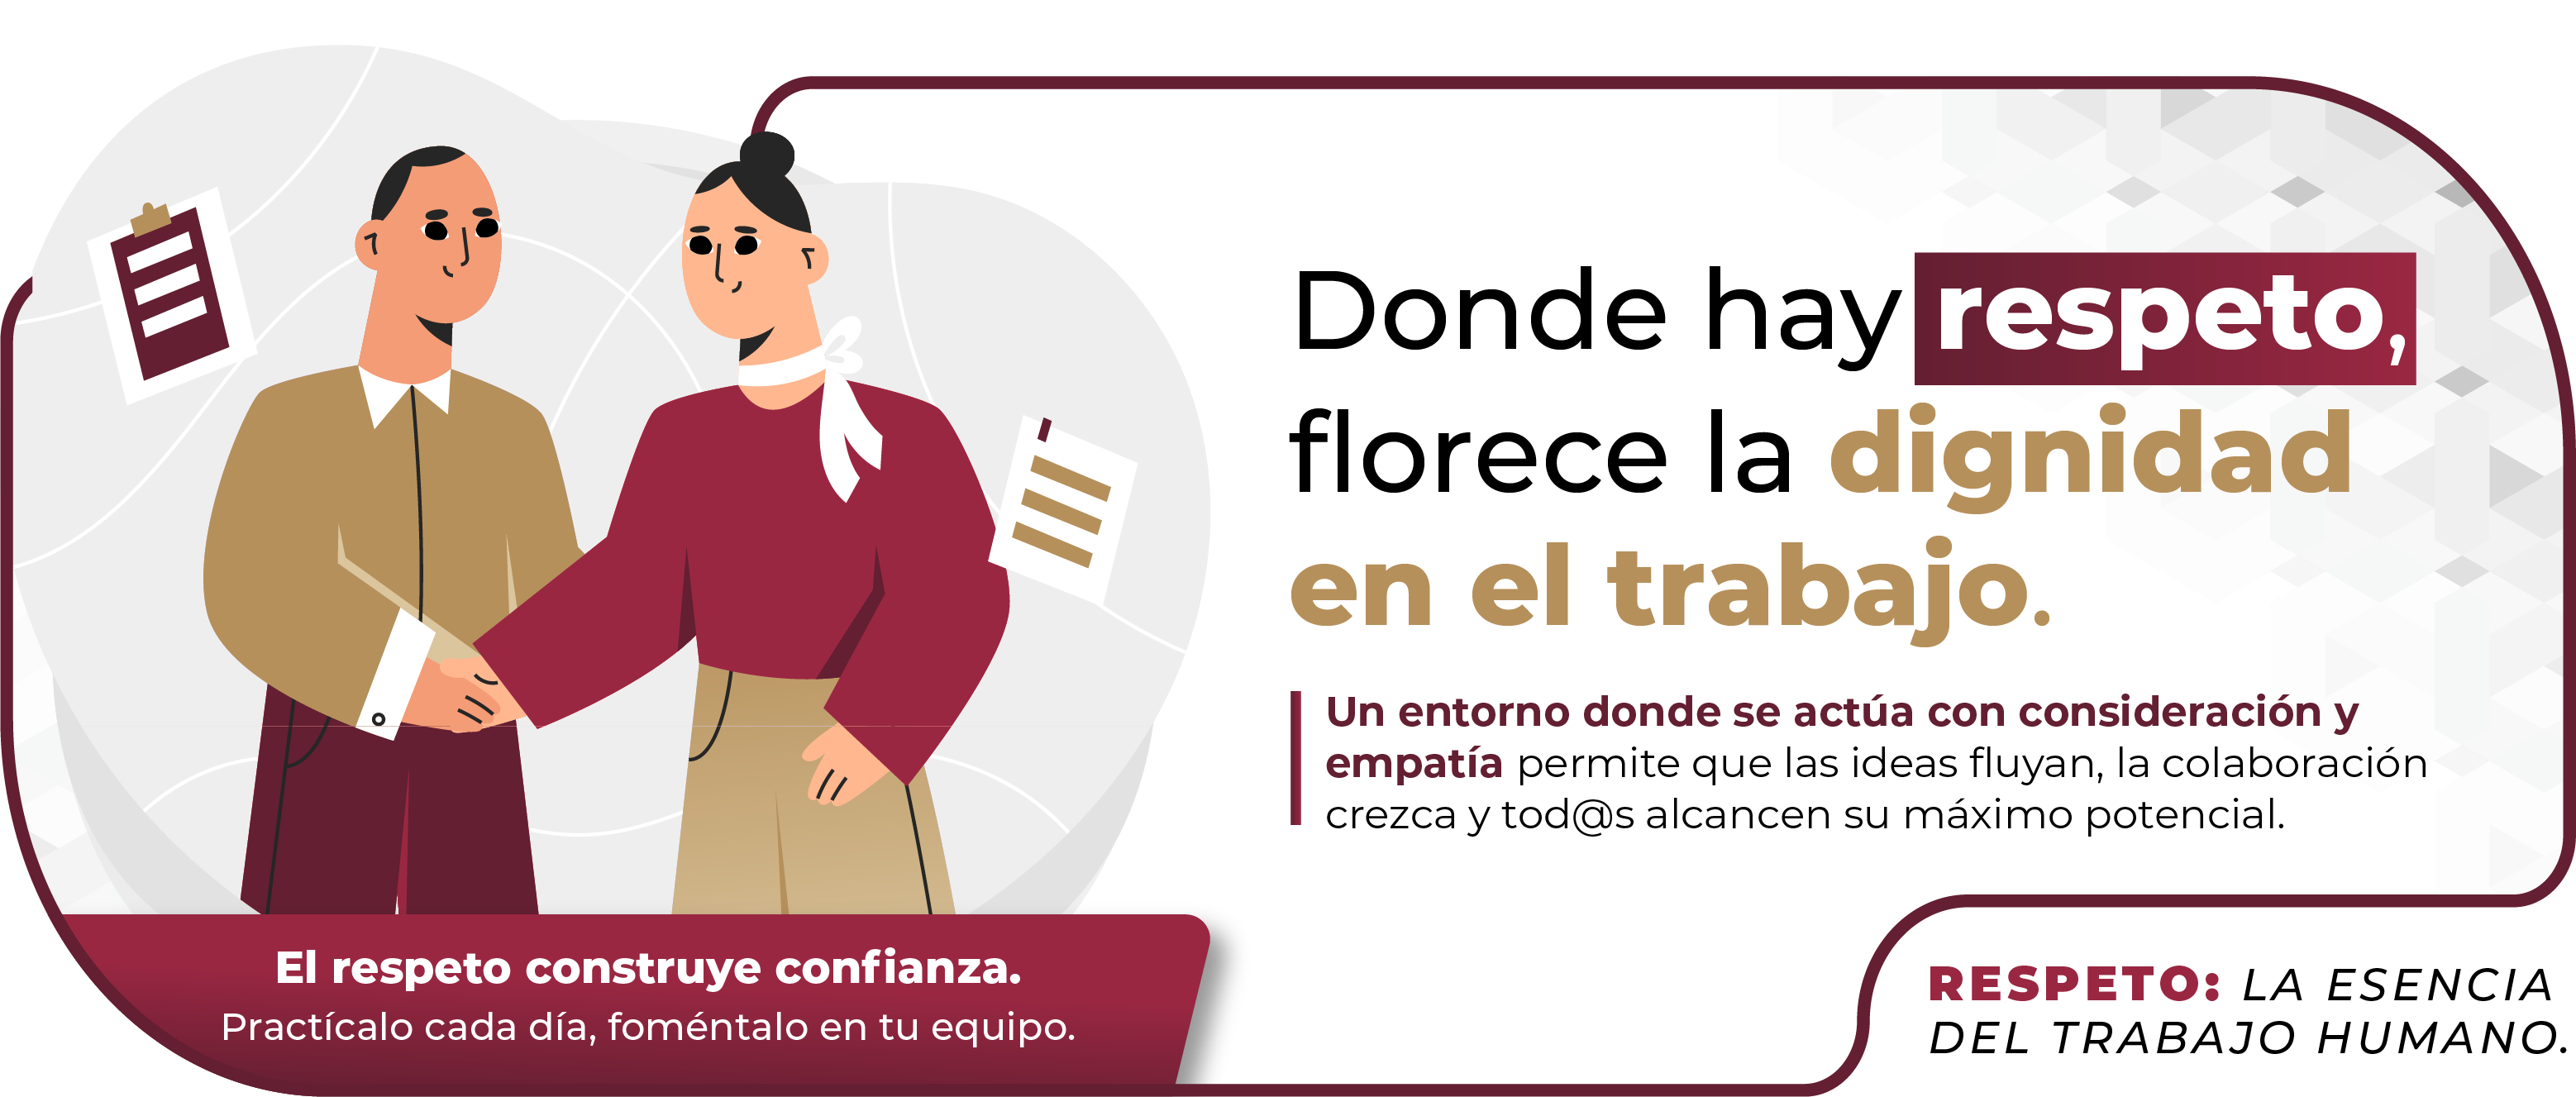 Donde hay respeto,
florece la dignidad
en el trabajo.
Un entorno donde se actúa con consideración y
empatía permite que las ideas fluyan, la colaboración
crezca y tod@s alcancen su máximo potencial.
El respeto construye confianza.
Practícalo cada día, foméntalo en tu equipo.
RESPETO: LA ESENCIA
DEL TRABAJO HUMANO.